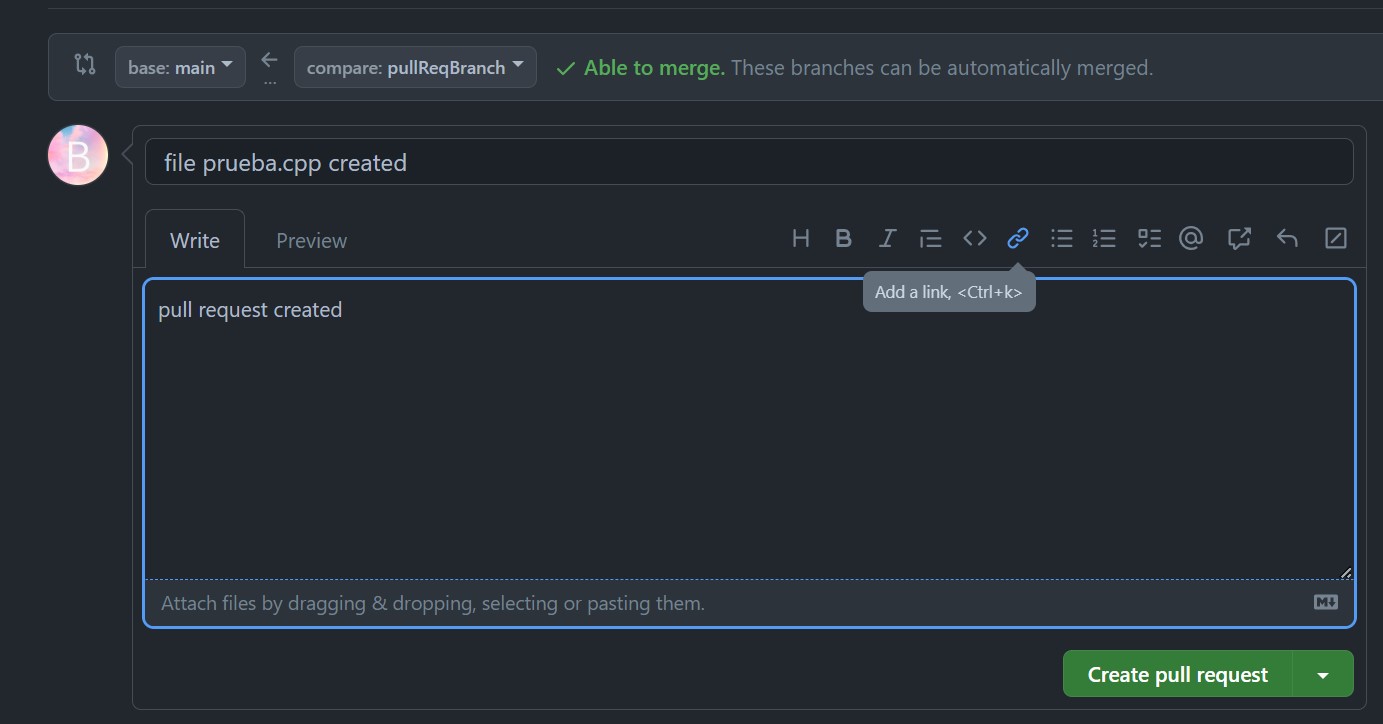 base: main
...
compare: pullReqBranch
Able to merge. These branches can be automatically merged.
B
file prueba.cpp created
Write
Preview
H B I <> @
Add a link, <Ctrl+k>
pull request created
Attach files by dragging & dropping, selecting or pasting them.
M
Create pull request